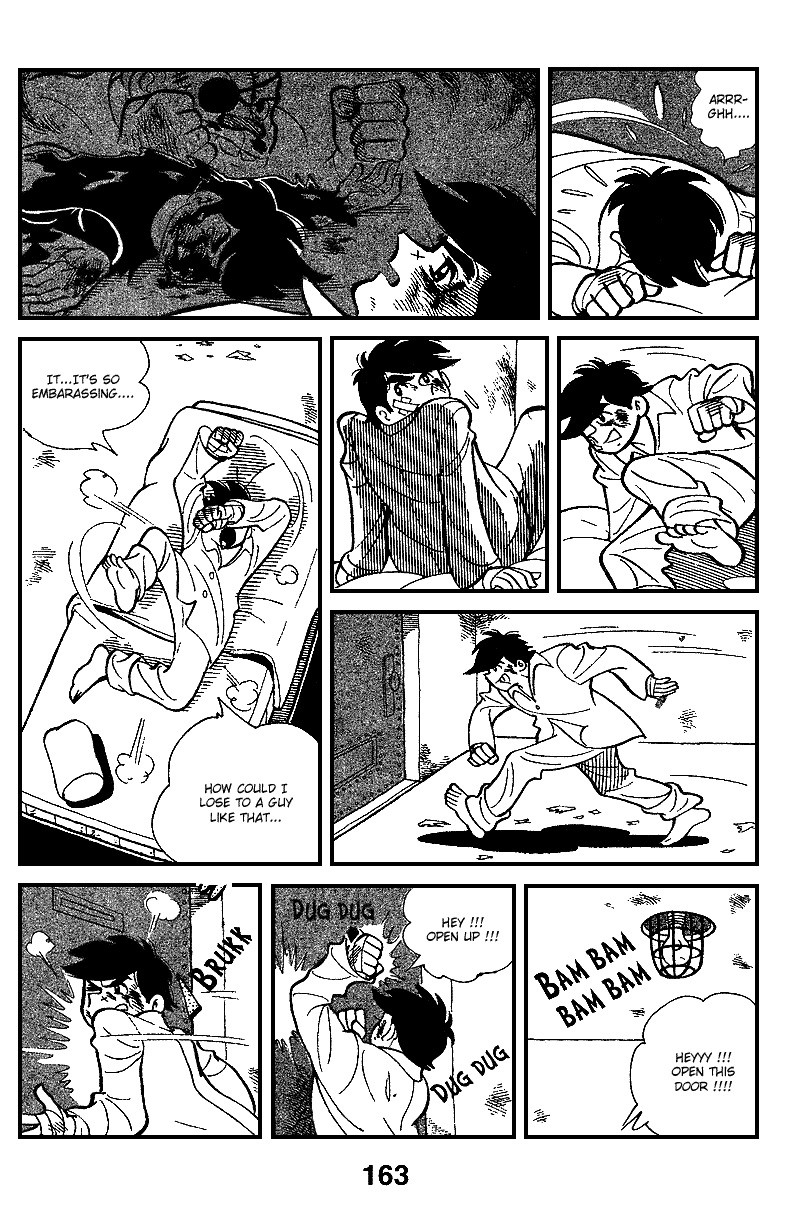 ARRR-
GHH....
IT...IT'S SO
EMBARASSING....
HOW COULD I
LOSE TO A GUY
LIKE THAT...
BRUKK
DUG DUG
HEY !!!
OPEN UP !!!
DUG DUG
BAM BAM
BAM BAM
HEYYY !!!
OPEN THIS
DOOR !!!!
163